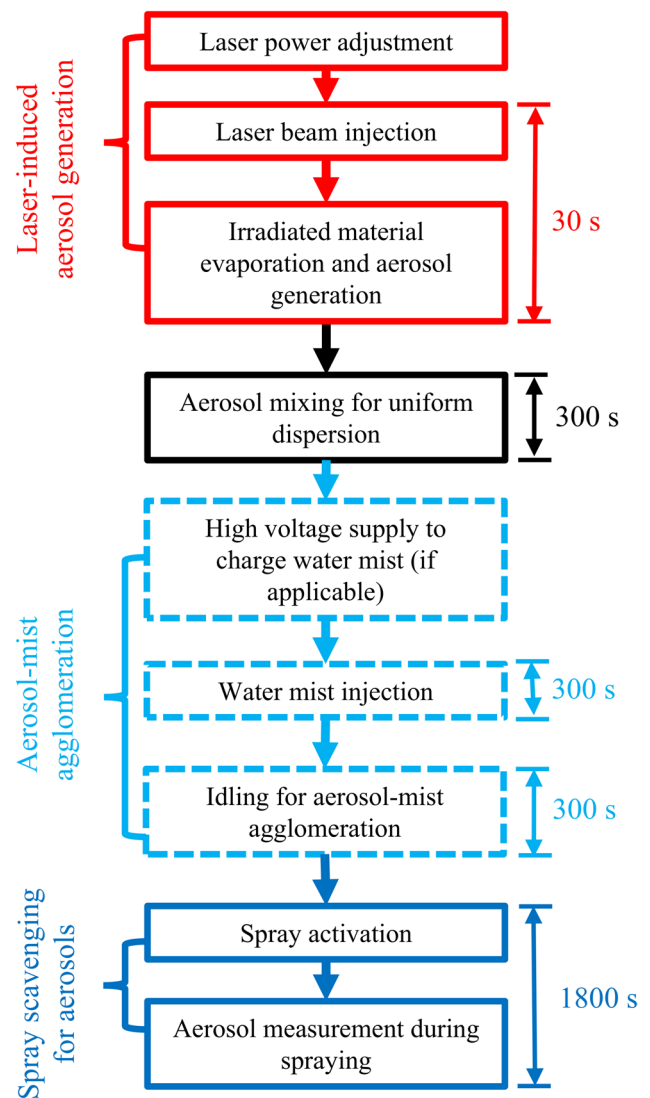 Laser-induced
aerosol generation
Laser power adjustment
Laser beam injection
Irradiated material
evaporation and aerosol
generation
30 s
Aerosol mixing for uniform
dispersion
300 s
Aerosol-mist
agglomeration
High voltage supply to
charge water mist (if
applicable)
Water mist injection
300 s
Idling for aerosol-mist
agglomeration
300 s
Spray scavenging
for aerosols
Spray activation
Aerosol measurement during
spraying
1800 s